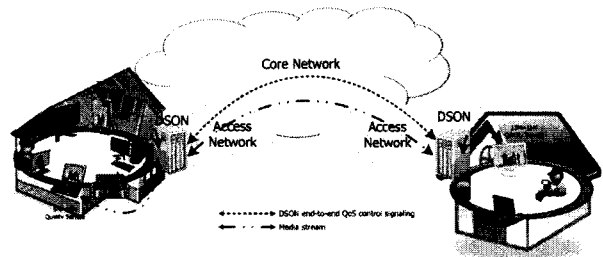 Core Network
DSON
DSON
Access
Network
Access
Network
DSON end-to-end QoS control signaling
Media stream